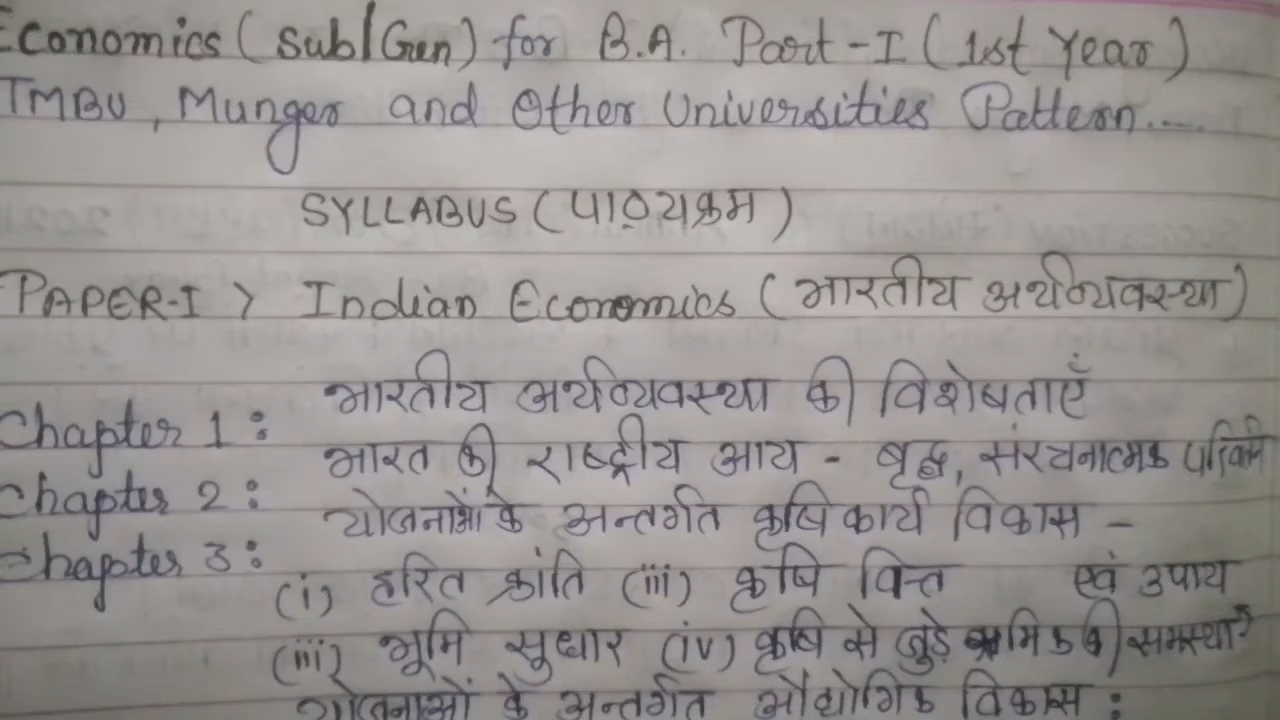 Economics (Sub/Gen) for B.A. Part-I (1st Year)
TMBU, Munger and Other Universities Pattern....
SYLLABUS (पाठ्यक्रम)
PAPER-I > Indian Economics (भारतीय अर्थव्यवस्था)
Chapter 1: भारतीय अर्थव्यवस्था की विशेषताएँ
Chapter 2: भारत की राष्ट्रीय आय - बृद्ध, संरचनात्मक
Chapter 3: योजनाओं के अन्तर्गत कृषि कार्य विकास -
(i) हरित क्रांति (iii) कृषि वित्त एवं उपाय
(iii) भूमि सुधार (iv) कृषि से जुड़े श्रमिक की समस्या
योजनाओं के अन्तर्गत औद्योगिक विकास :